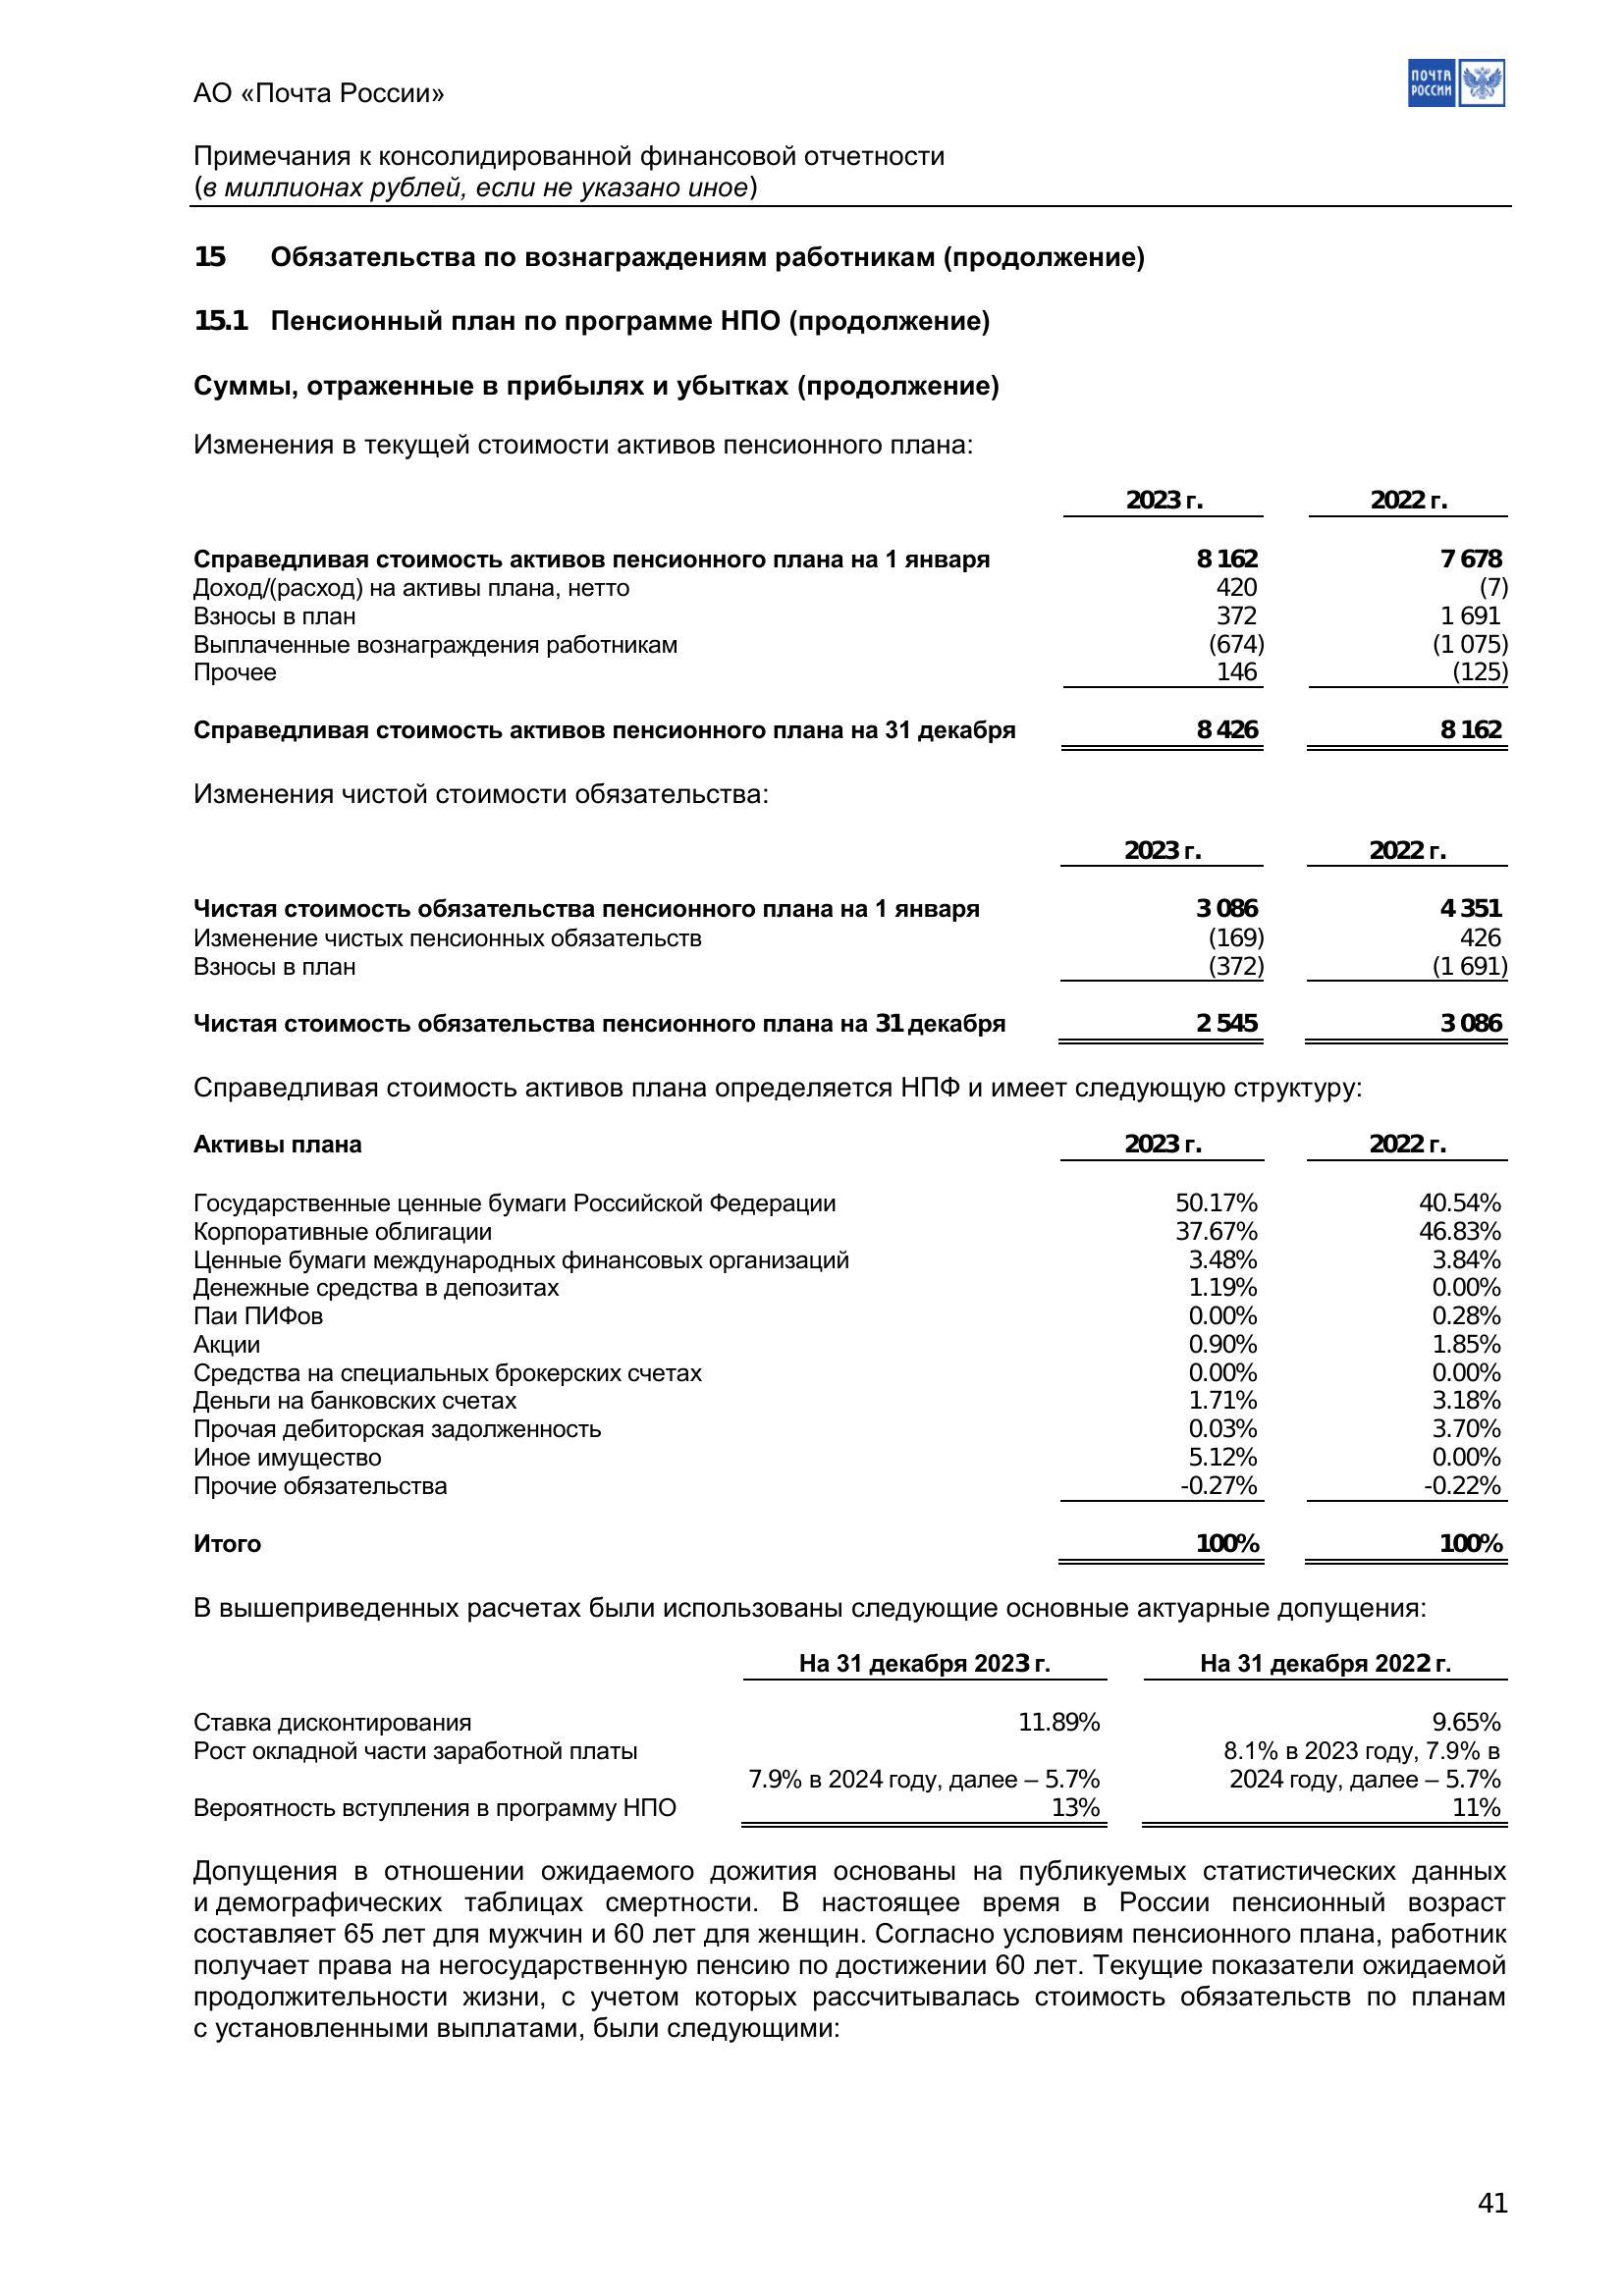 АО «Почта России»
ПОЧТА
РОССИИ
Примечания к консолидированной финансовой отчетности
(в миллионах рублей, если не указано иное)
15 Обязательства по вознаграждениям работникам (продолжение)
15.1 Пенсионный план по программе НПО (продолжение)
Суммы, отраженные в прибылях и убытках (продолжение)
Изменения в текущей стоимости активов пенсионного плана:
2023 г. 2022 г.
Справедливая стоимость активов пенсионного плана на 1 января 8 162 7 678
Доход/(расход) на активы плана, нетто 420 (7)
Взносы в план 372 1 691
Выплаченные вознаграждения работникам (674) (1 075)
Прочее 146 (125)
Справедливая стоимость активов пенсионного плана на 31 декабря 8 426 8 162
Изменения чистой стоимости обязательства:
2023 г. 2022 г.
Чистая стоимость обязательства пенсионного плана на 1 января 3 086 4 351
Изменение чистых пенсионных обязательств (169) 426
Взносы в план (372) (1 691)
Чистая стоимость обязательства пенсионного плана на 31 декабря 2 545 3 086
Справедливая стоимость активов плана определяется НПФ и имеет следующую структуру:
Активы плана 2023 г. 2022 г.
Государственные ценные бумаги Российской Федерации 50.17% 40.54%
Корпоративные облигации 37.67% 46.83%
Ценные бумаги международных финансовых организаций 3.48% 3.84%
Денежные средства в депозитах 1.19% 0.00%
Паи ПИФов 0.00% 0.28%
Акции 0.90% 1.85%
Средства на специальных брокерских счетах 0.00% 0.00%
Деньги на банковских счетах 1.71% 3.18%
Прочая дебиторская задолженность 0.03% 3.70%
Иное имущество 5.12% 0.00%
Прочие обязательства -0.27% -0.22%
Итого 100% 100%
В вышеприведенных расчетах были использованы следующие основные актуарные допущения:
На 31 декабря 2023 г. На 31 декабря 2022 г.
Ставка дисконтирования 11.89% 9.65%
Рост окладной части заработной платы 8.1% в 2023 году, 7.9% в
7.9% в 2024 году, далее – 5.7% 2024 году, далее – 5.7%
Вероятность вступления в программу НПО 13% 11%
Допущения в отношении ожидаемого дожития основаны на публикуемых статистических данных
и демографических таблицах смертности. В настоящее время в России пенсионный возраст
составляет 65 лет для мужчин и 60 лет для женщин. Согласно условиям пенсионного плана, работник
получает права на негосударственную пенсию по достижении 60 лет. Текущие показатели ожидаемой
продолжительности жизни, с учетом которых рассчитывалась стоимость обязательств по планам
с установленными выплатами, были следующими:
41